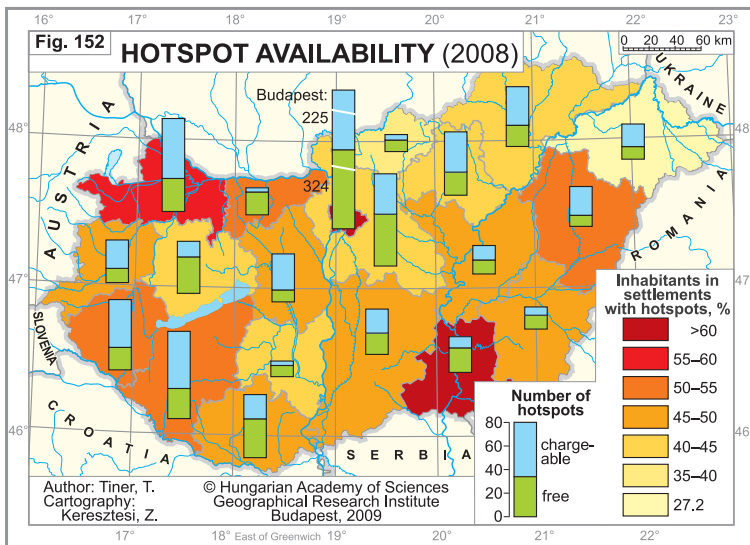 16° 17° 18° 19° 20° 21° 22° 23°
Fig. 152
HOTSPOT AVAILABILITY (2008)
0 20 40 60 km
UKRAINE
Budapest:
225
324
48° 48°
AUSTRIA
ROMANIA
47° 47°
SLOVENIA
CROATIA
46° 46°
SERBIA
Inhabitants in
settlements
with hotspots, %
>60
55–60
50–55
45–50
40–45
35–40
27.2
Number of
hotspots
80
60
40
20
0
charge-
able
free
Author: Tiner, T.
Cartography:
Keresztesi, Z.
© Hungarian Academy of Sciences
Geographical Research Institute
Budapest, 2009
17° 18° East of Greenwich 19° 20° 21° 22°